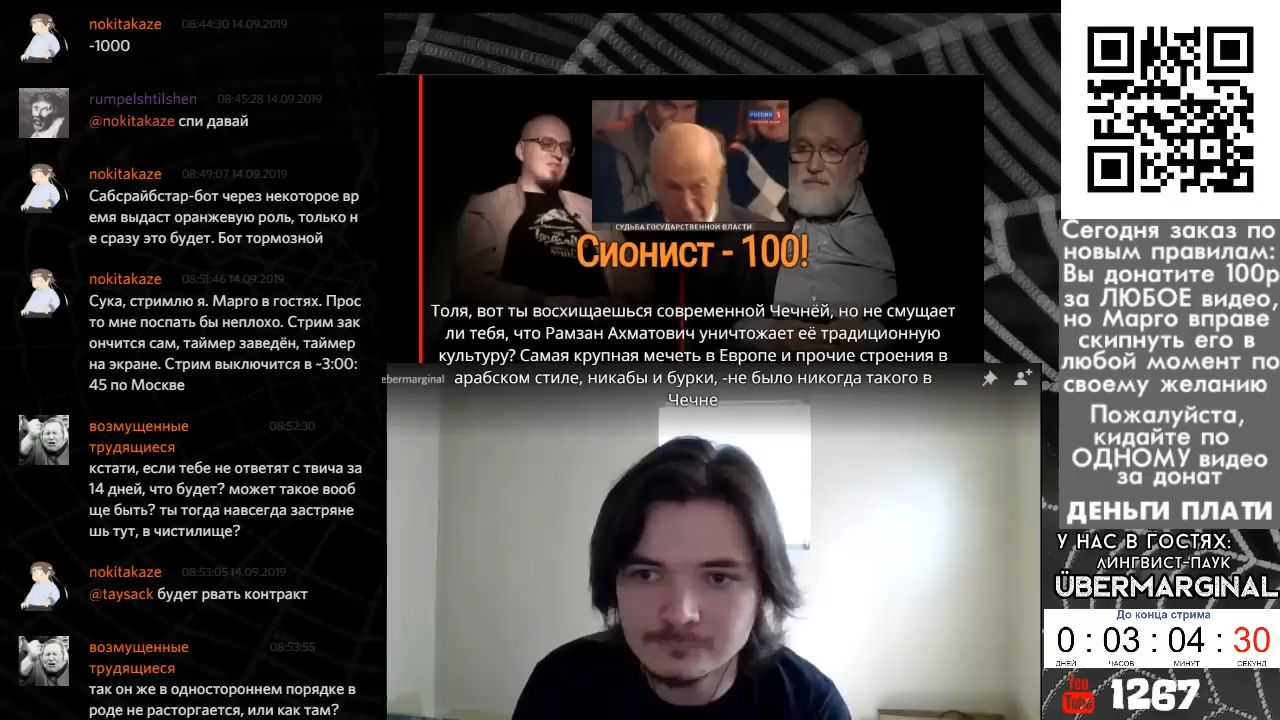 nokitakaze 08:44:30 14.09.2019
-1000
rumpelshtilshen 08:45:28 14.09.2019
@nokitakaze спи давай
nokitakaze 08:49:07 14.09.2019
Сабсрайбстар-бот через некоторое вр
емя выдаст оранжевую роль, только н
е сразу это будет. Бот тормозной
nokitakaze 08:51:46 14.09.2019
Сука, стримлю я. Марго в гостях. Прос
то мне поспать бы неплохо. Стрим зак
ончится сам, таймер заведён, таймер
на экране. Стрим выключится в ~3:00:
45 по Москве
возмущенные 08:52:30
трудящиеся
кстати, если тебе не ответят с твича за
14 дней, что будет? может такое вооб
ще быть? ты тогда навсегда застряне
шь тут, в чистилище?
nokitakaze 08:53:05 14.09.2019
@taysack будет рвать контракт
возмущенные 08:53:55
трудящиеся
так он же в одностороннем порядке в
роде не расторгается, или как там?
РОССИЯ 1
СУДЬБА ГОСУДАРСТВЕННОЙ ВЛАСТИ
Сионист - 100!
Толя, вот ты восхищаешься современной Чечнёй, но не смущает
ли тебя, что Рамзан Ахматович уничтожает её традиционную
культуру? Самая крупная мечеть в Европе и прочие строения в
арабском стиле, никабы и бурки, -не было никогда такого в
Чечне
ebermarginal
Сегодня заказ по
новым правилам:
Вы донатите 100р
за ЛЮБОЕ видео,
но Марго вправе
скипнуть его в
любой момент по
своему желанию
Пожалуйста,
кидайте по
ОДНОМУ видео
за донат
ДЕНЬГИ ПЛАТИ
У НАС В ГОСТЯХ:
ЛИНГВИСТ-ПАУК
ÜBERMARGINAL
До конца стрима
0 : 03 : 04 : 30
ДНЕЙ ЧАСОВ МИНУТ СЕКУНД
You Tube 1267